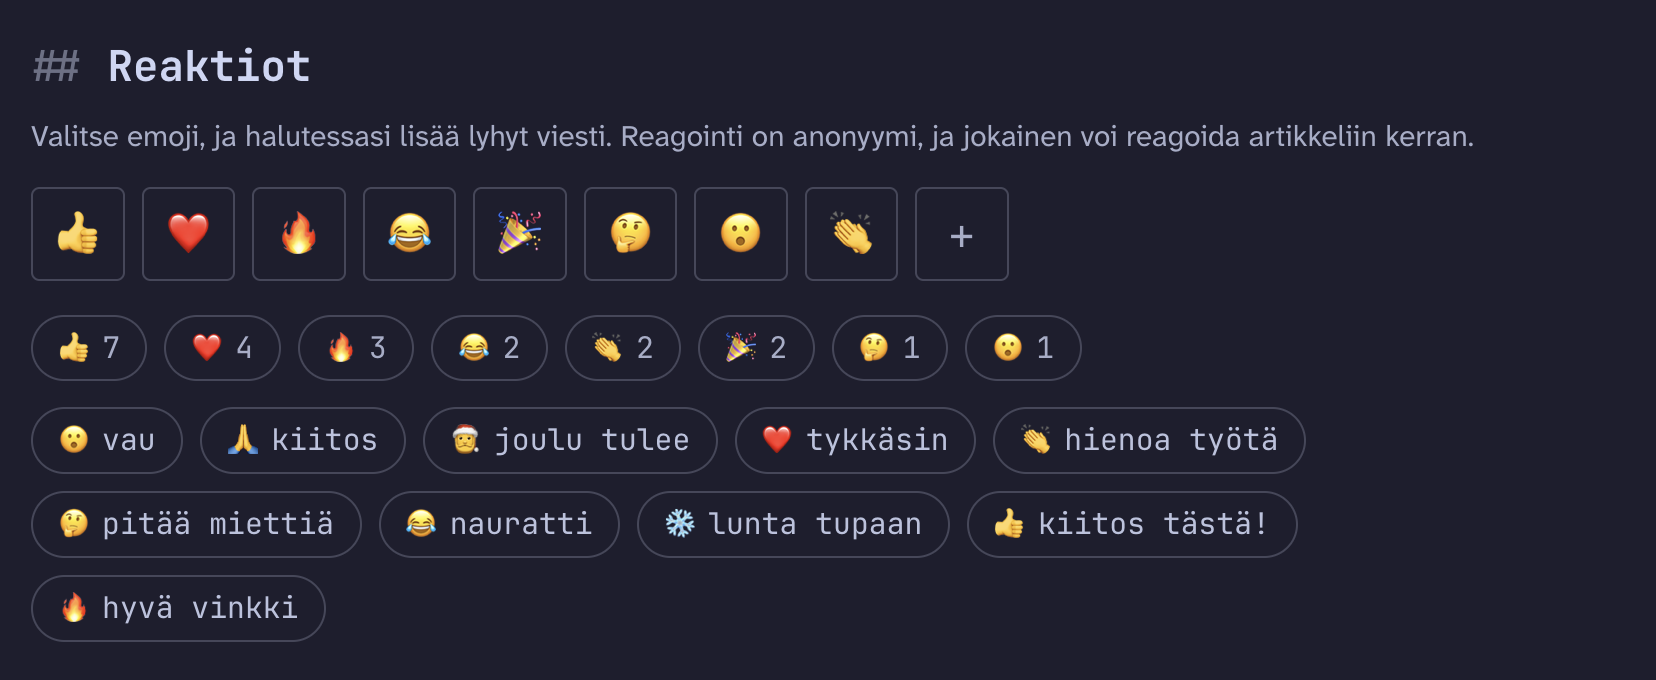 ## Reaktiot
Valitse emoji, ja halutessasi lisää lyhyt viesti. Reagointi on anonyymi, ja jokainen voi reagoida artikkeliin kerran.
👍 ❤️ 🔥 😂 🎉 🤔 😮 👏 +
👍 7 ❤️ 4 🔥 3 😂 2 👏 2 🎉 2 🤔 1 😮 1
😮 vau 🙏 kiitos 🧑‍🎄 joulu tulee ❤️ tykkäsin 👏 hienoa työtä
🤔 pitää miettiä 😂 nauratti ❄️ lunta tupaan 👍 kiitos tästä!
🔥 hyvä vinkki